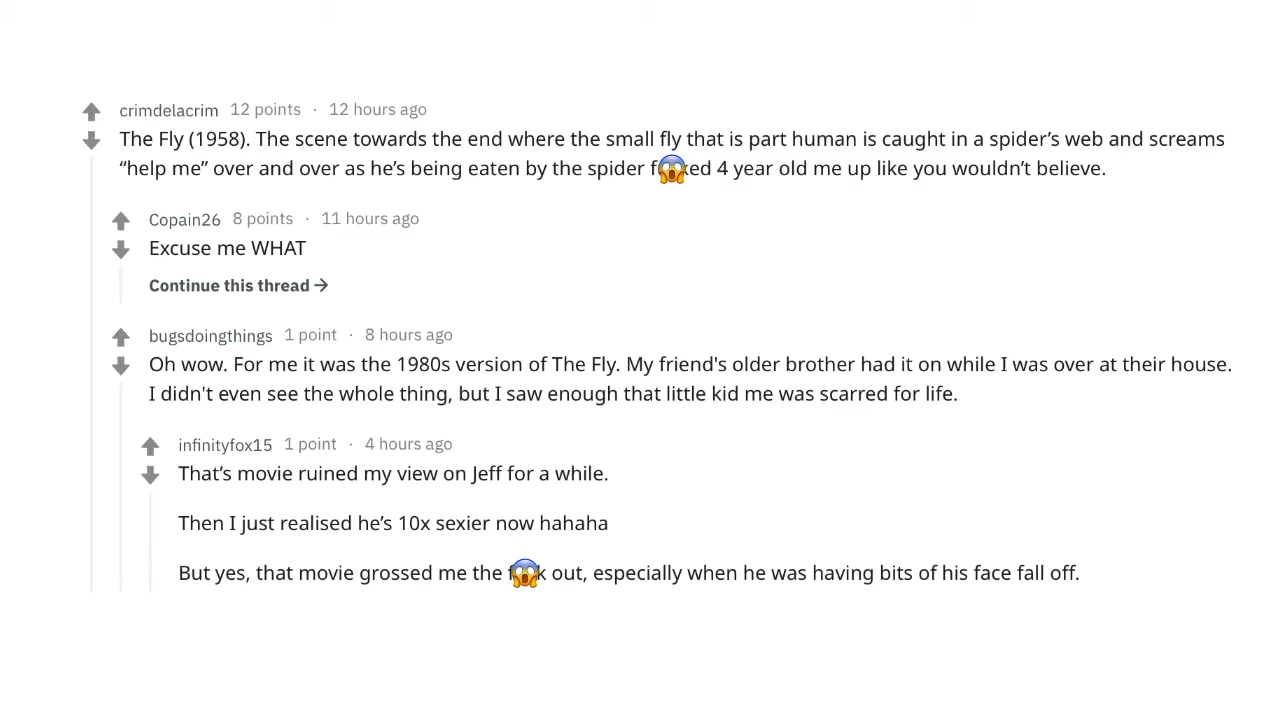 crimdelacrim 12 points · 12 hours ago
The Fly (1958). The scene towards the end where the small fly that is part human is caught in a spider’s web and screams
“help me” over and over as he’s being eaten by the spider f😱ked 4 year old me up like you wouldn’t believe.
Copain26 8 points · 11 hours ago
Excuse me WHAT
Continue this thread →
bugsdoingthings 1 point · 8 hours ago
Oh wow. For me it was the 1980s version of The Fly. My friend's older brother had it on while I was over at their house.
I didn't even see the whole thing, but I saw enough that little kid me was scarred for life.
infinityfox15 1 point · 4 hours ago
That’s movie ruined my view on Jeff for a while.
Then I just realised he’s 10x sexier now hahaha
But yes, that movie grossed me the f😱k out, especially when he was having bits of his face fall off.